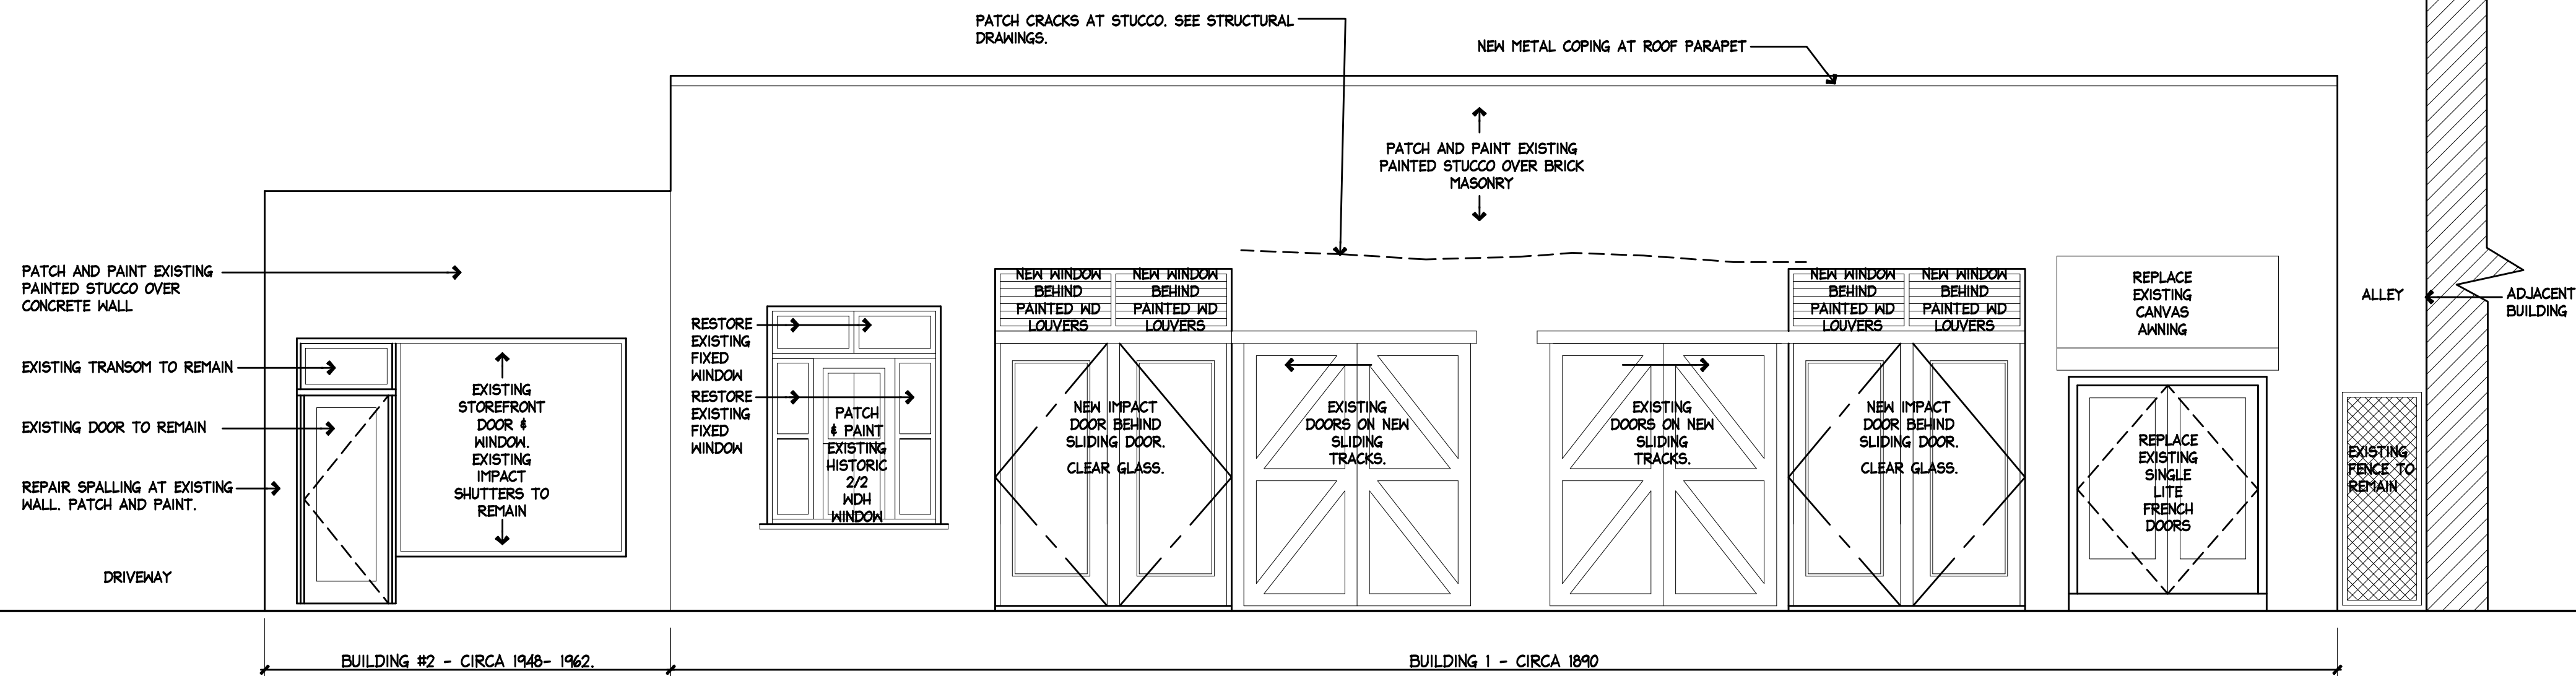 PATCH CRACKS AT STUCCO. SEE STRUCTURAL
DRAWINGS.
NEW METAL COPING AT ROOF PARAPET
PATCH AND PAINT EXISTING
PAINTED STUCCO OVER BRICK
MASONRY
PATCH AND PAINT EXISTING
PAINTED STUCCO OVER
CONCRETE WALL
EXISTING TRANSOM TO REMAIN
EXISTING DOOR TO REMAIN
REPAIR SPALLING AT EXISTING
WALL. PATCH AND PAINT.
DRIVEWAY
EXISTING
STOREFRONT
DOOR &
WINDOW.
EXISTING
IMPACT
SHUTTERS TO
REMAIN
RESTORE
EXISTING
FIXED
WINDOW
RESTORE
EXISTING
FIXED
WINDOW
PATCH
& PAINT
EXISTING
HISTORIC
2/2
WDH
WINDOW
NEW WINDOW
BEHIND
PAINTED WD
LOUVERS
NEW WINDOW
BEHIND
PAINTED WD
LOUVERS
NEW IMPACT
DOOR BEHIND
SLIDING DOOR.
CLEAR GLASS.
EXISTING
DOORS ON NEW
SLIDING
TRACKS.
EXISTING
DOORS ON NEW
SLIDING
TRACKS.
NEW WINDOW
BEHIND
PAINTED WD
LOUVERS
NEW WINDOW
BEHIND
PAINTED WD
LOUVERS
NEW IMPACT
DOOR BEHIND
SLIDING DOOR.
CLEAR GLASS.
REPLACE
EXISTING
CANVAS
AWNING
REPLACE
EXISTING
SINGLE
LITE
FRENCH
DOORS
ALLEY
EXISTING
FENCE TO
REMAIN
ADJACENT
BUILDING
BUILDING #2 - CIRCA 1948- 1962.
BUILDING 1 - CIRCA 1890